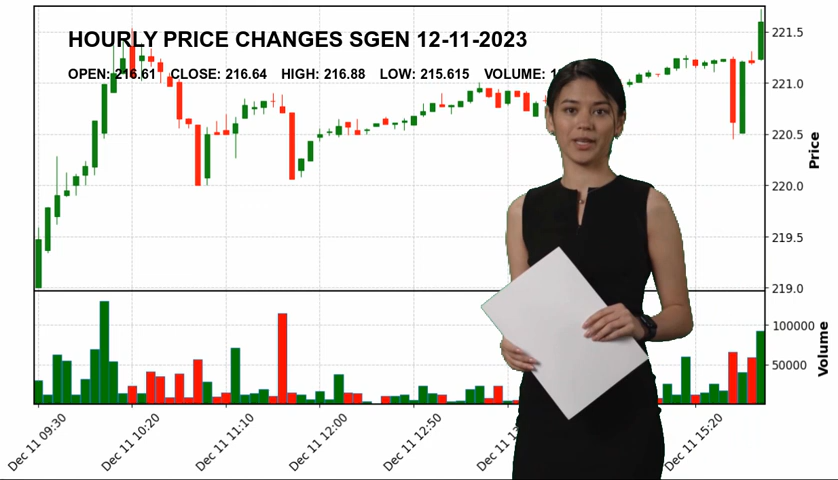 HOURLY PRICE CHANGES SGEN 12-11-2023
OPEN: 216.61 CLOSE: 216.64 HIGH: 216.88 LOW: 215.615 VOLUME:
221.5
221.0
220.5
220.0
219.5
219.0
Price
100000
50000
Volume
Dec 11 09:30
Dec 11 10:20
Dec 11 11:10
Dec 11 12:00
Dec 11 12:50
Dec 11
Dec 11 15:20